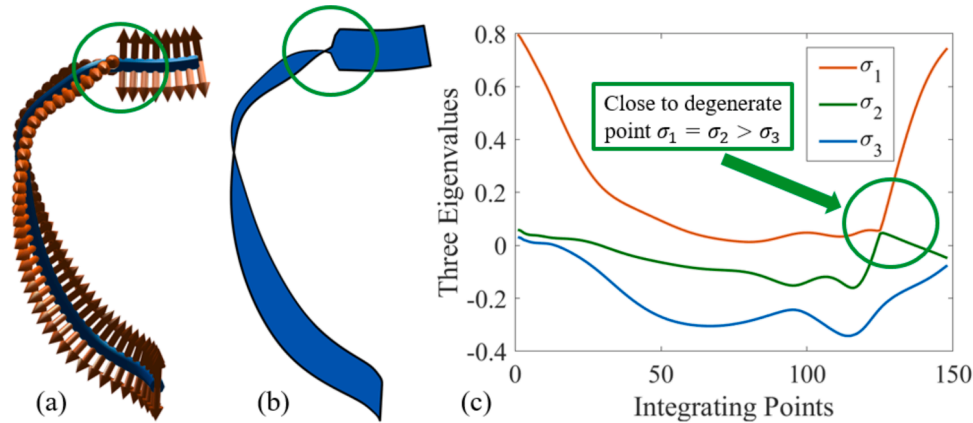 (a)
(b)
(c)
Three Eigenvalues
0.8
0.6
0.4
0.2
0
-0.2
-0.4
Close to degenerate
point σ₁ = σ₂ > σ₃
σ₁
σ₂
σ₃
0
50
100
150
Integrating Points